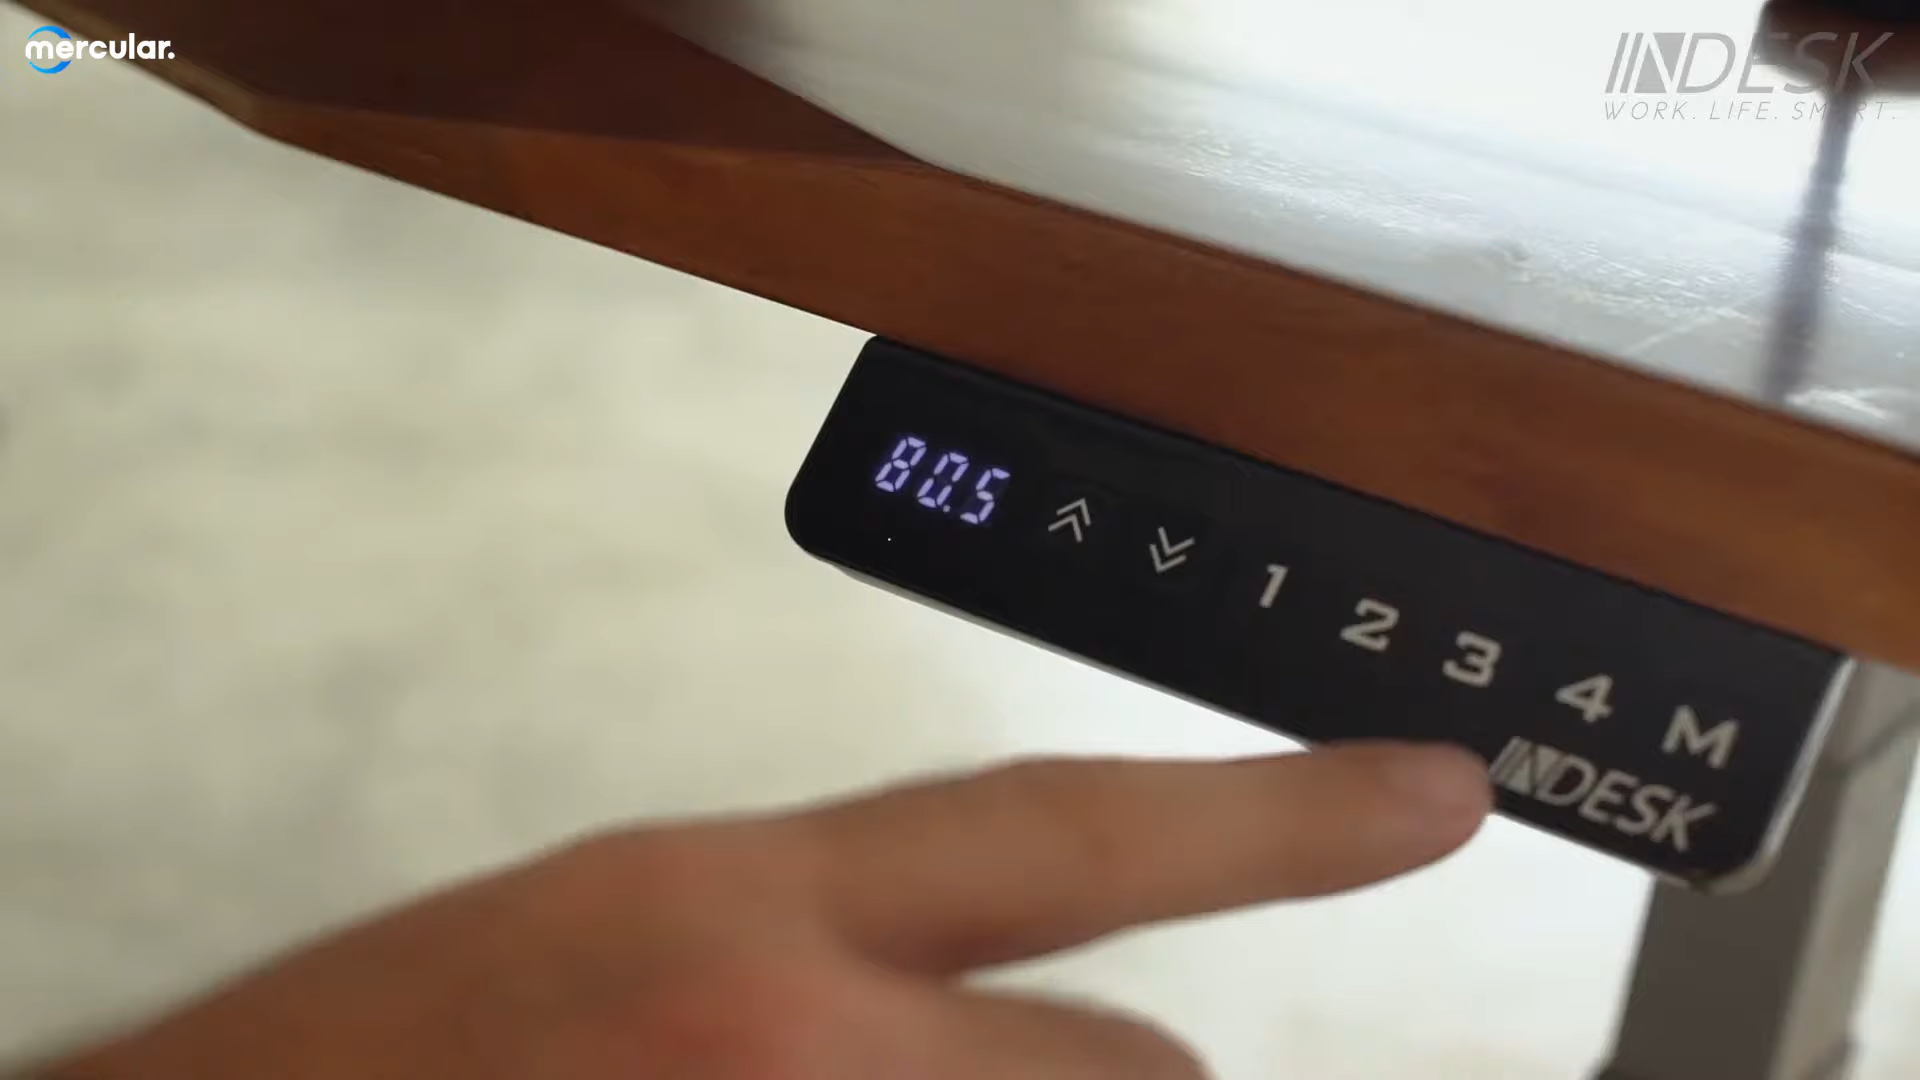 mercular.
INDESK
WORK. LIFE. SMART.
80.5
1 2 3 4 M
INDESK